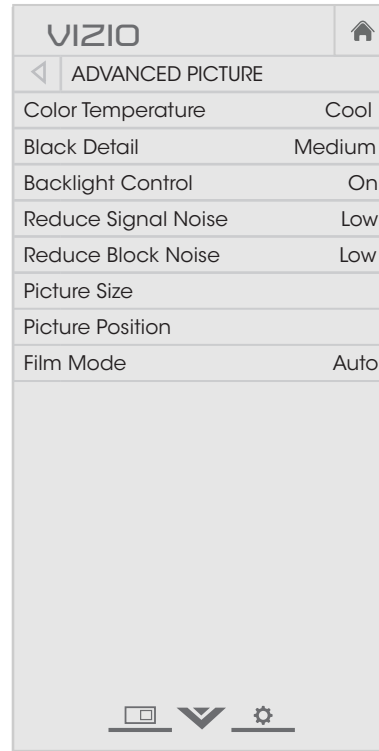 VIZIO
ADVANCED PICTURE
Color Temperature Cool
Black Detail Medium
Backlight Control On
Reduce Signal Noise Low
Reduce Block Noise Low
Picture Size
Picture Position
Film Mode Auto